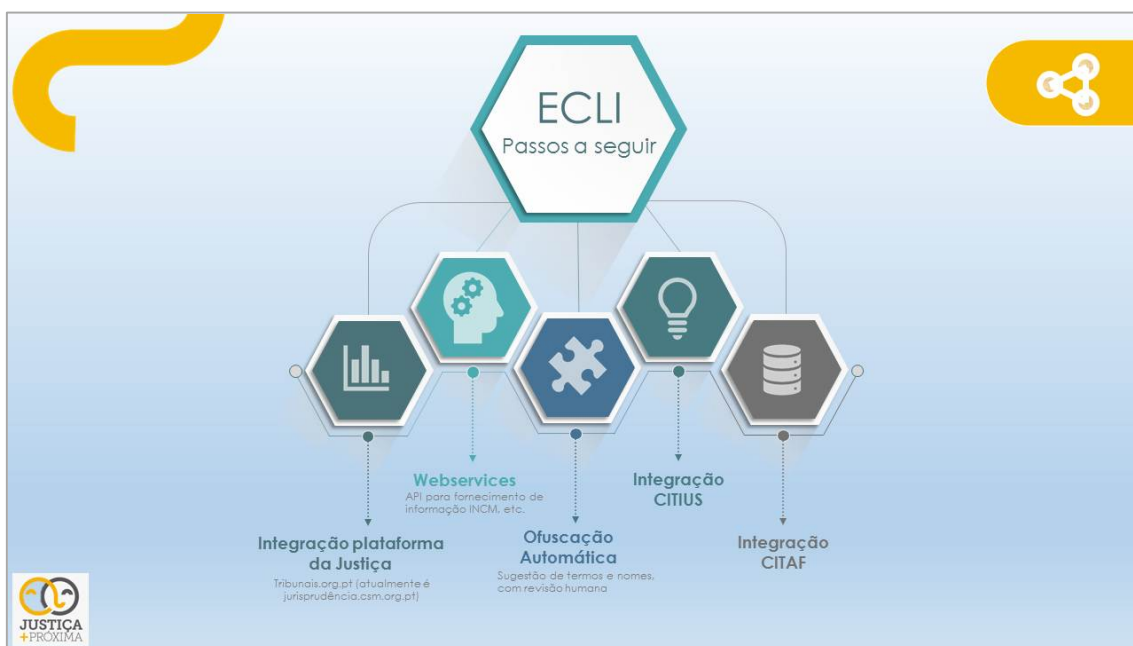 ECLI
Passos a seguir
Integração plataforma
da Justiça
Tribunais.org.pt (atualmente é
jurisprudência.csm.org.pt)
Webservices
API para fornecimento de
informação INCM, etc.
Ofuscação
Automática
Sugestão de termos e nomes,
com revisão humana
Integração
CITIUS
Integração
CITAF
JUSTIÇA
+PRÓXIMA